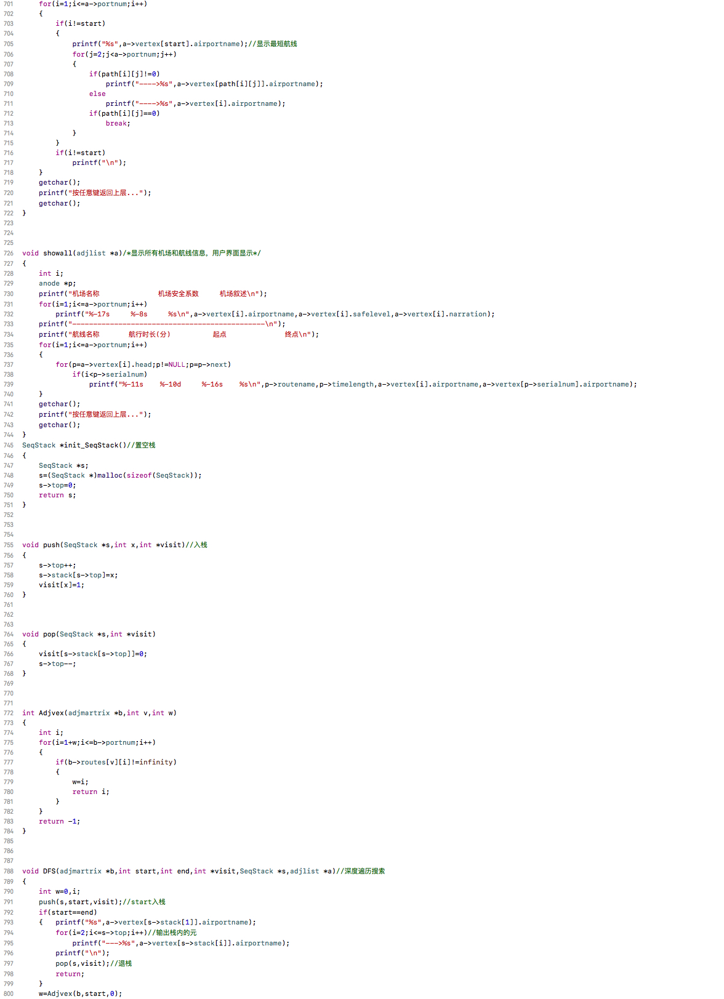 701     for(i=1;i<=a->portnum;i++)
702     {
703         if(i!=start)
704         {
705             printf("%s",a->vertex[start].airportname);//显示最短航线
706             for(j=2;j<a->portnum;j++)
707             {
708                 if(path[i][j]!=0)
709                     printf("---->%s",a->vertex[path[i][j]].airportname);
710                 else
711                     printf("---->%s",a->vertex[i].airportname);
712                 if(path[i][j]==0)
713                     break;
714             }
715         }
716         if(i!=start)
717             printf("\n");
718     }
719     getchar();
720     printf("按任意键返回上层...");
721     getchar();
722 }
723
724
725
726 void showall(adjlist *a)/*显示所有机场和航线信息，用户界面显示*/
727 {
728     int i;
729     anode *p;
730     printf("机场名称              机场安全系数     机场叙述\n");
731     for(i=1;i<=a->portnum;i++)
732         printf("%-17s     %-8s     %s\n",a->vertex[i].airportname,a->vertex[i].safelevel,a->vertex[i].narration);
733     printf("----------------------------------------------\n");
734     printf("航线名称       航行时长(分)          起点              终点\n");
735     for(i=1;i<=a->portnum;i++)
736     {
737         for(p=a->vertex[i].head;p!=NULL;p=p->next)
738             if(i<p->serialnum)
739                 printf("%-11s    %-10d     %-16s    %s\n",p->routename,p->timelength,a->vertex[i].airportname,a->vertex[p->serialnum].airportname);
740     }
741     getchar();
742     printf("按任意键返回上层...");
743     getchar();
744 }
745 SeqStack *init_SeqStack()//置空栈
746 {
747     SeqStack *s;
748     s=(SeqStack *)malloc(sizeof(SeqStack));
749     s->top=0;
750     return s;
751 }
752
753
754
755 void push(SeqStack *s,int x,int *visit)//入栈
756 {
757     s->top++;
758     s->stack[s->top]=x;
759     visit[x]=1;
760 }
761
762
763
764 void pop(SeqStack *s,int *visit)
765 {
766     visit[s->stack[s->top]]=0;
767     s->top--;
768 }
769
770
771
772 int Adjvex(adjmartrix *b,int v,int w)
773 {
774     int i;
775     for(i=1+w;i<=b->portnum;i++)
776     {
777         if(b->routes[v][i]!=infinity)
778         {
779             w=i;
780             return i;
781         }
782     }
783     return -1;
784 }
785
786
787
788 void DFS(adjmartrix *b,int start,int end,int *visit,SeqStack *s,adjlist *a)//深度遍历搜索
789 {
790     int w=0,i;
791     push(s,start,visit);//start入栈
792     if(start==end)
793     {   printf("%s",a->vertex[s->stack[1]].airportname);
794         for(i=2;i<=s->top;i++)//输出栈内的元
795             printf("--->%s",a->vertex[s->stack[i]].airportname);
796         printf("\n");
797         pop(s,visit);//退栈
798         return;
799     }
800     w=Adjvex(b,start,0);